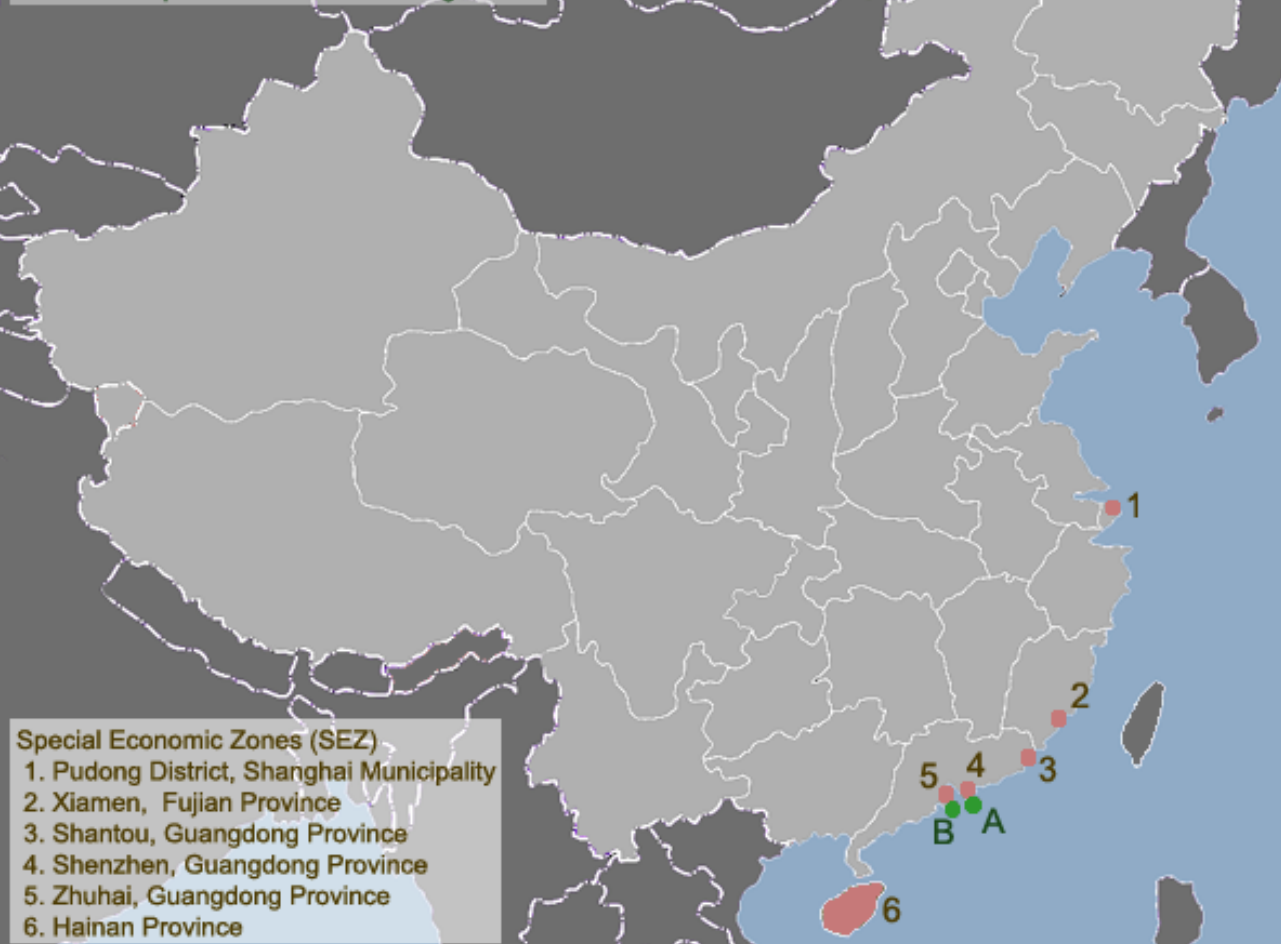 1
2
3
4
5
A
B
6
Special Economic Zones (SEZ)
1. Pudong District, Shanghai Municipality
2. Xiamen, Fujian Province
3. Shantou, Guangdong Province
4. Shenzhen, Guangdong Province
5. Zhuhai, Guangdong Province
6. Hainan Province